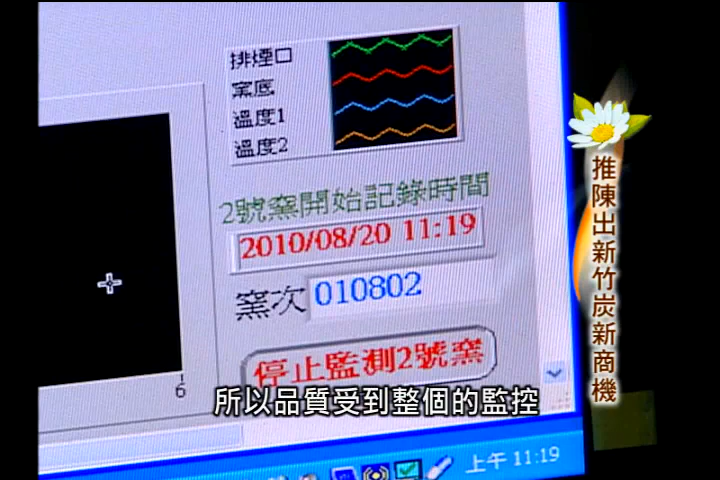 排煙口
窯底
溫度1
溫度2
2號窯開始記錄時間
2010/08/20 11:19
窯次 010802
停止監測2號窯
6
所以品質受到整個的監控
上午 11:19
推陳出新竹炭新商機